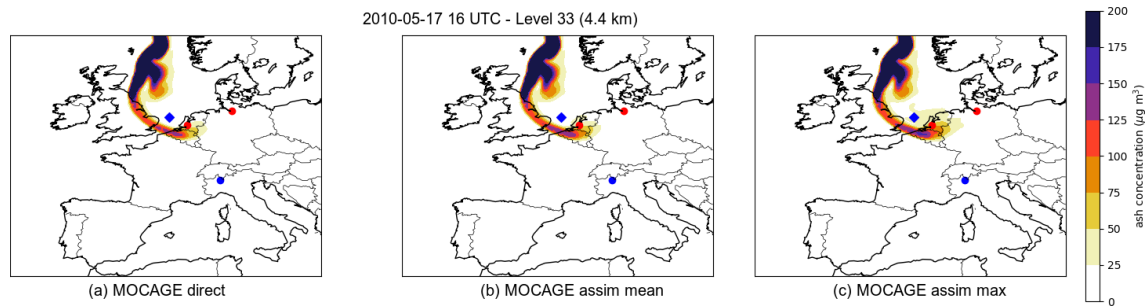 2010-05-17 16 UTC - Level 33 (4.4 km)
200
175
150
125
100
75
50
25
0
ash concentration (μg m³)
(a) MOCAGE direct
(b) MOCAGE assim mean
(c) MOCAGE assim max